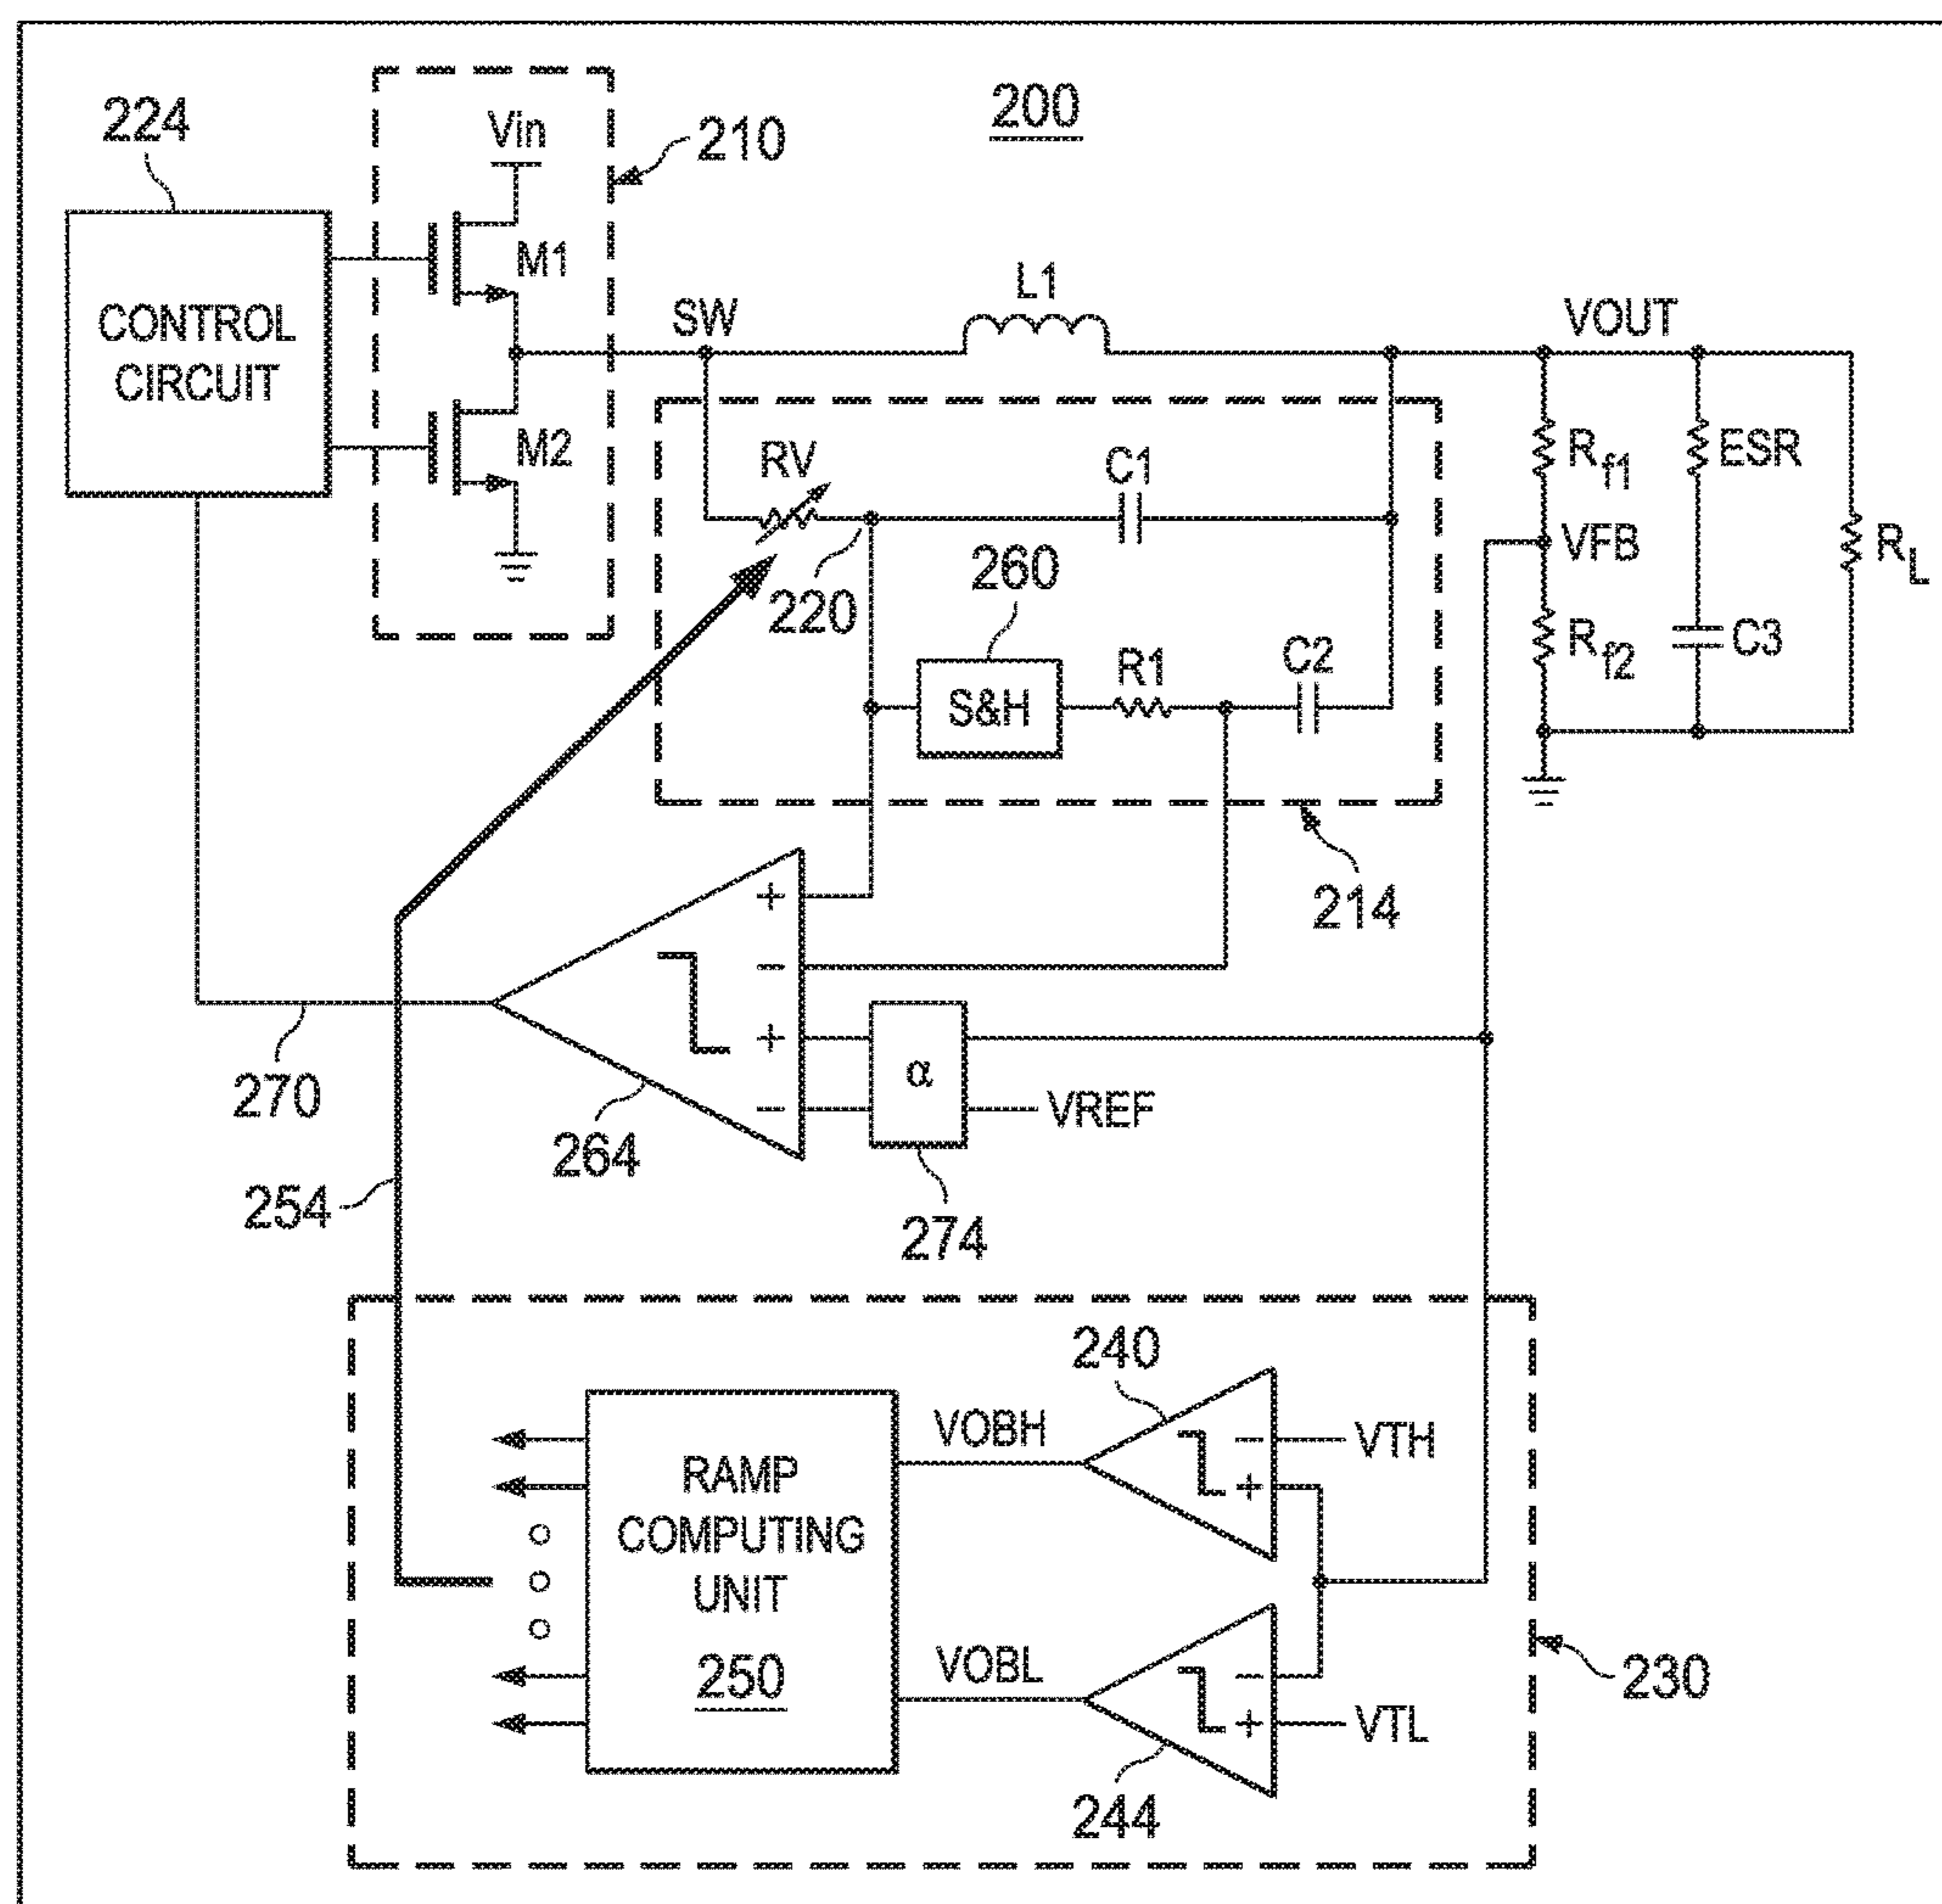 200
224
210
Vin
M1
CONTROL
CIRCUIT
M2
SW
L1
VOUT
RV
C1
Rf1
ESR
220
260
VFB
RL
S&H
R1
C2
Rf2
C3
214
+
−
+
−
α
VREF
270
264
254
274
240
VOBH
−
+
VTH
RAMP
COMPUTING
UNIT
250
VOBL
−
+
VTL
244
230